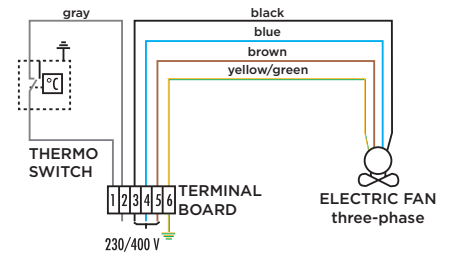 gray
black
blue
brown
yellow/green
°C
THERMO
SWITCH
1 2 3 4 5 6
TERMINAL
BOARD
ELECTRIC FAN
three-phase
230/400 V